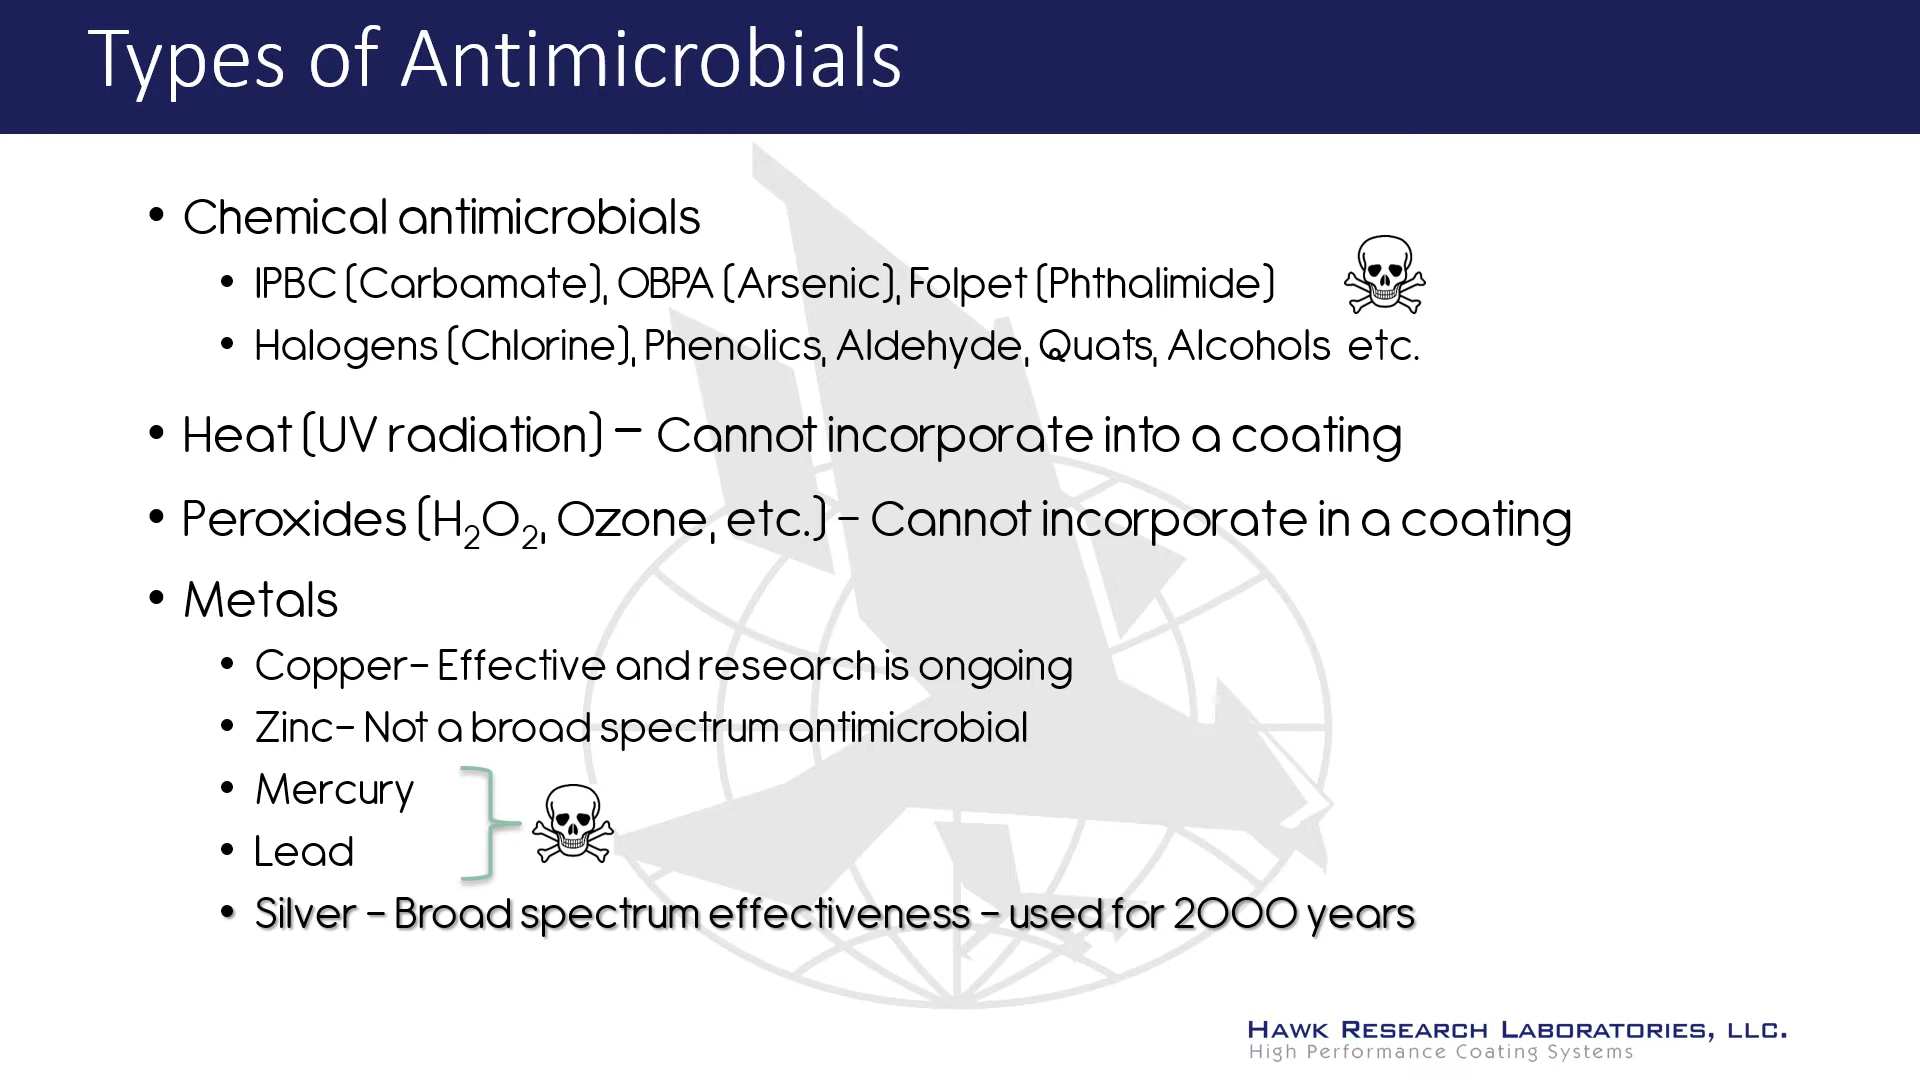 Types of Antimicrobials
• Chemical antimicrobials
• IPBC (Carbamate), OBPA (Arsenic), Folpet (Phthalimide)
• Halogens (Chlorine), Phenolics, Aldehyde, Quats, Alcohols etc.
• Heat (UV radiation) – Cannot incorporate into a coating
• Peroxides (H₂O₂, Ozone, etc.) - Cannot incorporate in a coating
• Metals
• Copper- Effective and research is ongoing
• Zinc- Not a broad spectrum antimicrobial
• Mercury
• Lead
• Silver - Broad spectrum effectiveness - used for 2000 years
HAWK RESEARCH LABORATORIES, LLC.
High Performance Coating Systems